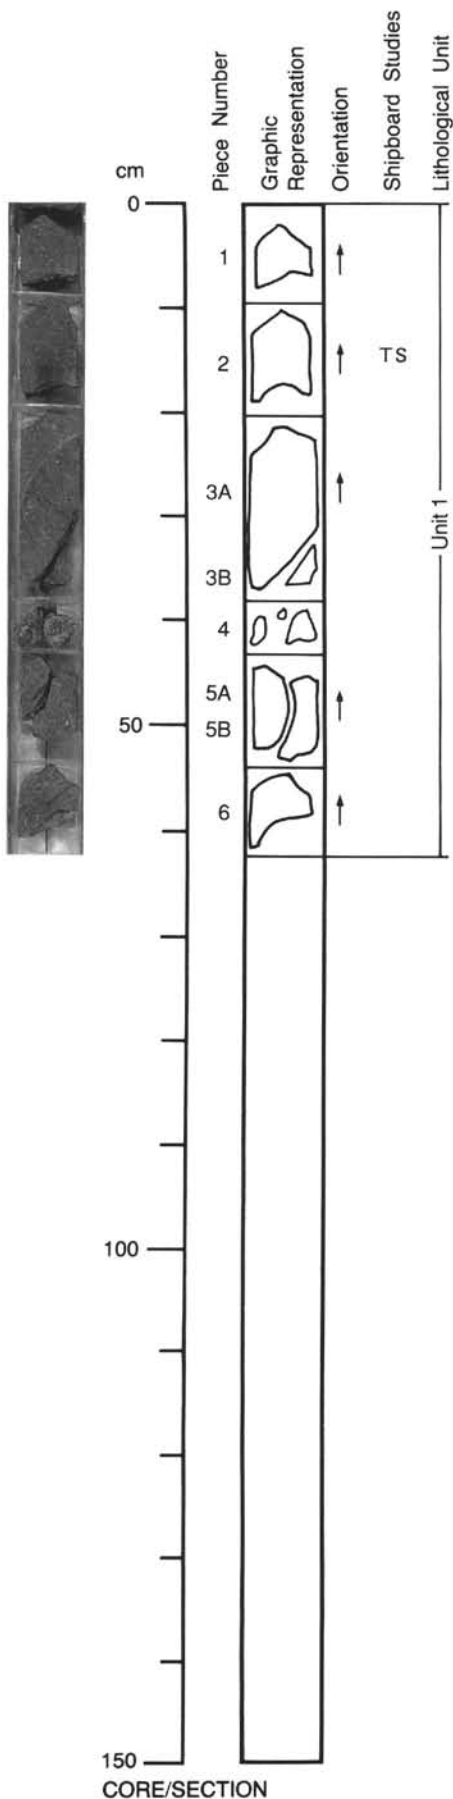 cm
Piece Number
Graphic
Representation
Orientation
Shipboard Studies
Lithological Unit
0
1
2
TS
3A
3B
Unit 1
4
5A
50
5B
6
100
150
CORE/SECTION